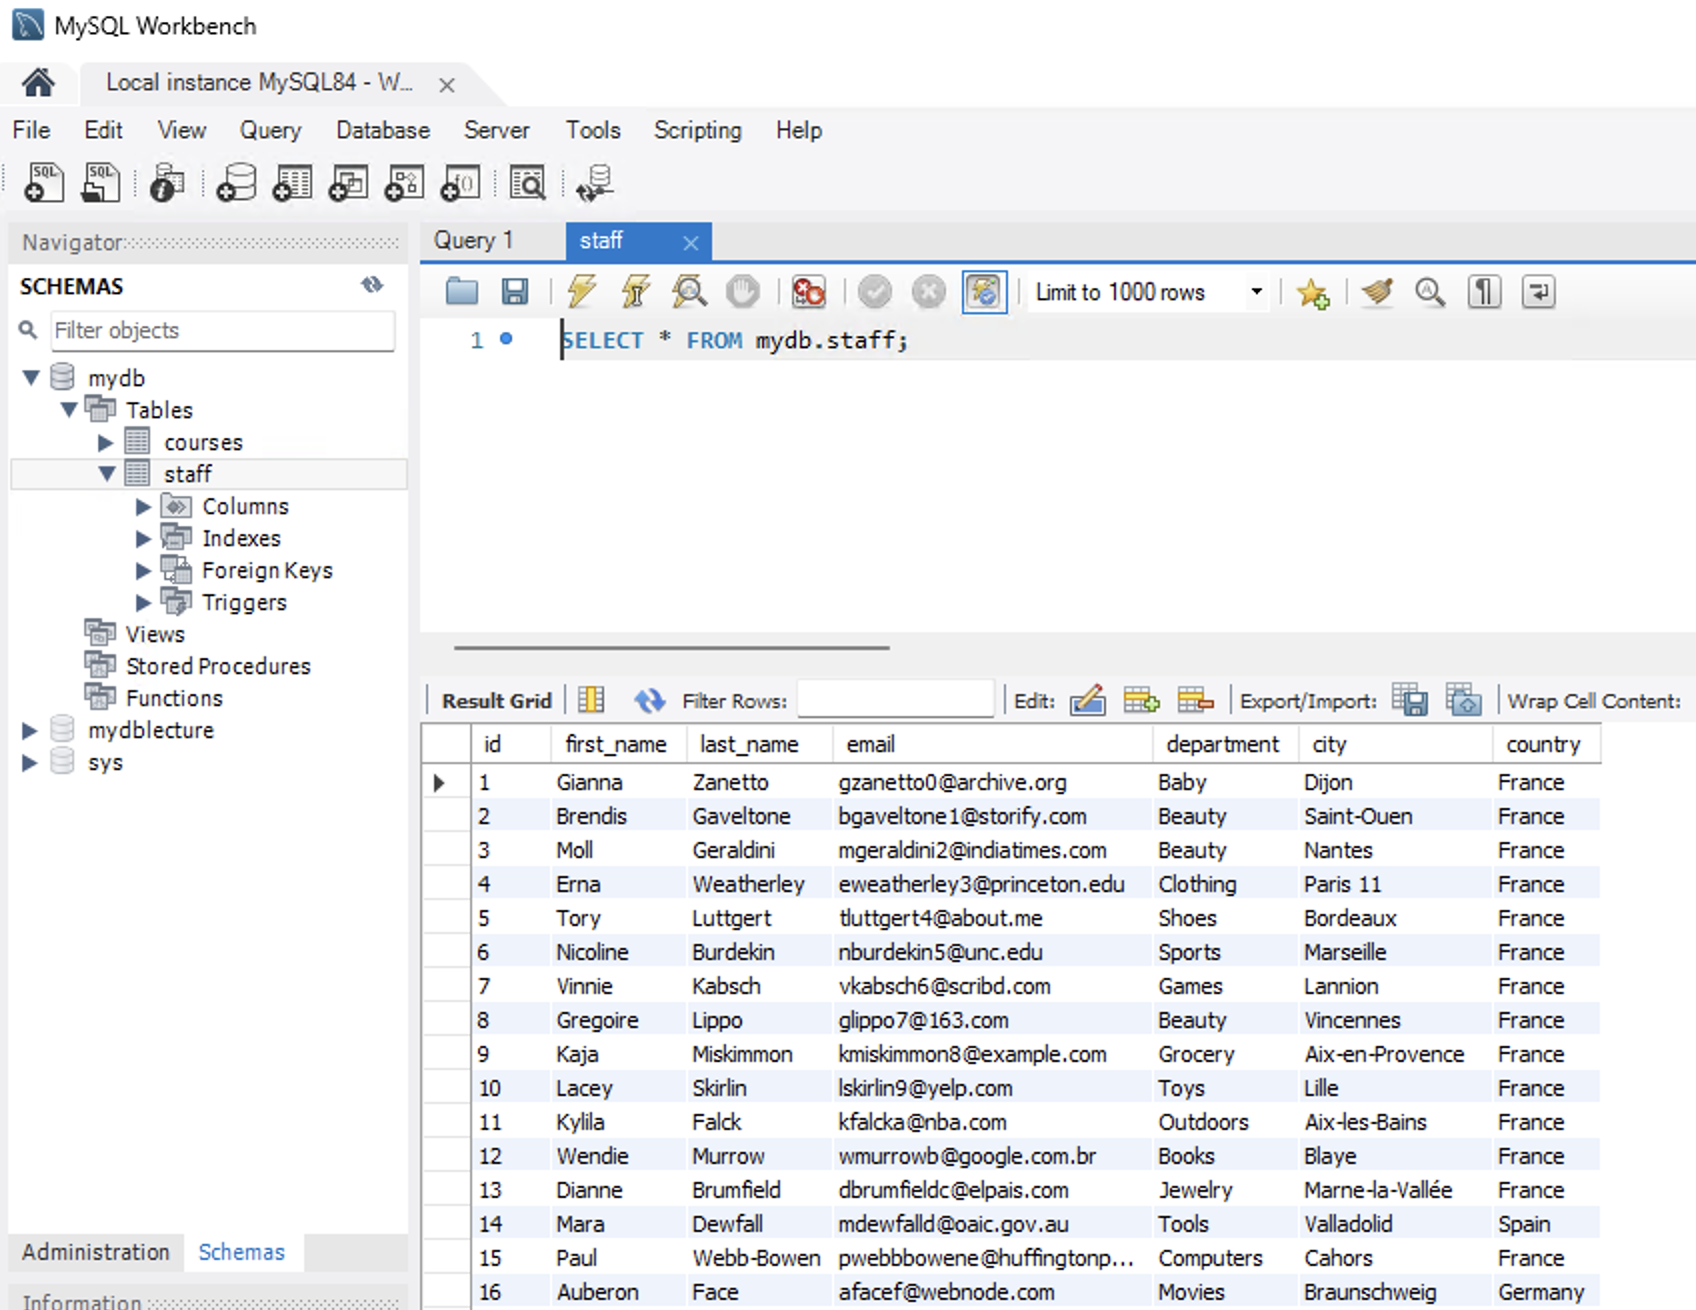 MySQL Workbench
Local instance MySQL84 - W...
File Edit View Query Database Server Tools Scripting Help
SQL SQL
Navigator
Query 1 staff
SCHEMAS
Limit to 1000 rows
Filter objects
1 SELECT * FROM mydb.staff;
mydb
Tables
courses
staff
Columns
Indexes
Foreign Keys
Triggers
Views
Stored Procedures
Functions
mydblecture
sys
Result Grid Filter Rows: Edit: Export/Import: Wrap Cell Content:
id first_name last_name email department city country
1 Gianna Zanetto gzanetto0@archive.org Baby Dijon France
2 Brendis Gaveltone bgaveltone1@storify.com Beauty Saint-Ouen France
3 Moll Geraldini mgeraldini2@indiatimes.com Beauty Nantes France
4 Erna Weatherley eweatherley3@princeton.edu Clothing Paris 11 France
5 Tory Luttgert tluttgert4@about.me Shoes Bordeaux France
6 Nicoline Burdekin nburdekin5@unc.edu Sports Marseille France
7 Vinnie Kabsch vkabsch6@scribd.com Games Lannion France
8 Gregoire Lippo glippo7@163.com Beauty Vincennes France
9 Kaja Miskimmon kmiskimmon8@example.com Grocery Aix-en-Provence France
10 Lacey Skirlin lskirlin9@yelp.com Toys Lille France
11 Kylila Falck kfalcka@nba.com Outdoors Aix-les-Bains France
12 Wendie Murrow wmurrowb@google.com.br Books Blaye France
13 Dianne Brumfield dbrumfieldc@elpais.com Jewelry Marne-la-Vallée France
14 Mara Dewfall mdewfalld@oaic.gov.au Tools Valladolid Spain
15 Paul Webb-Bowen pwebbbowene@huffingtonp... Computers Cahors France
16 Auberon Face afacef@webnode.com Movies Braunschweig Germany
Administration Schemas
Information